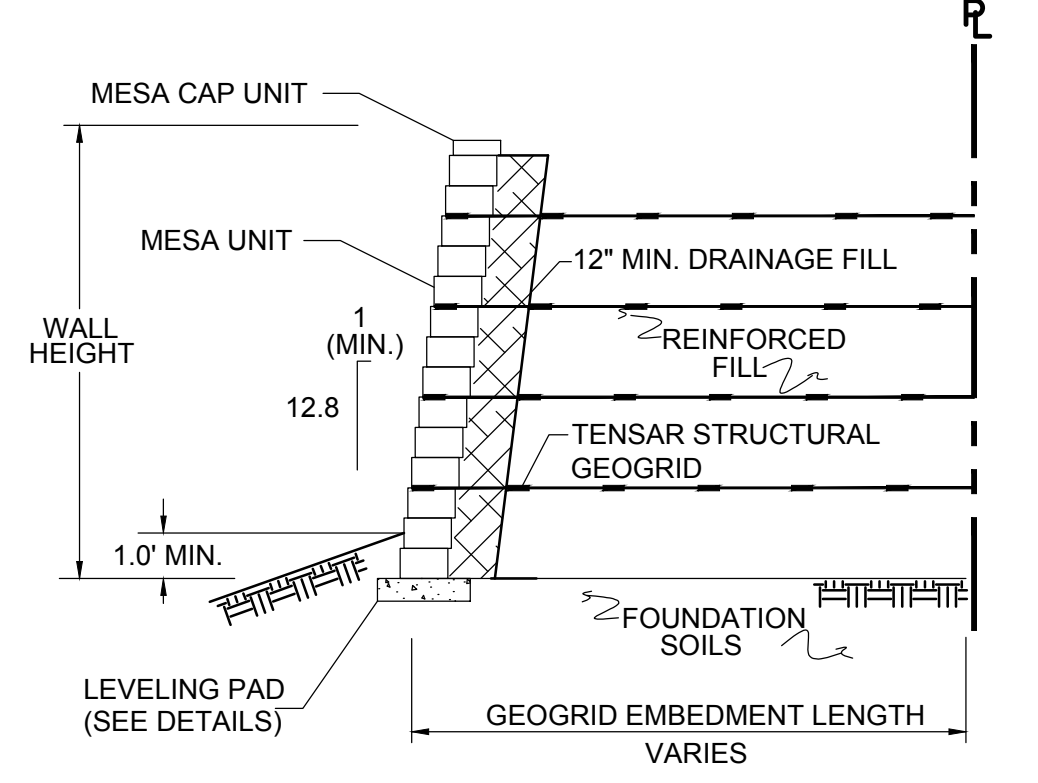 PL
MESA CAP UNIT
MESA UNIT
12" MIN. DRAINAGE FILL
WALL
HEIGHT
1
(MIN.)
12.8
REINFORCED
FILL
TENSAR STRUCTURAL
GEOGRID
1.0' MIN.
FOUNDATION
SOILS
LEVELING PAD
(SEE DETAILS)
GEOGRID EMBEDMENT LENGTH
VARIES